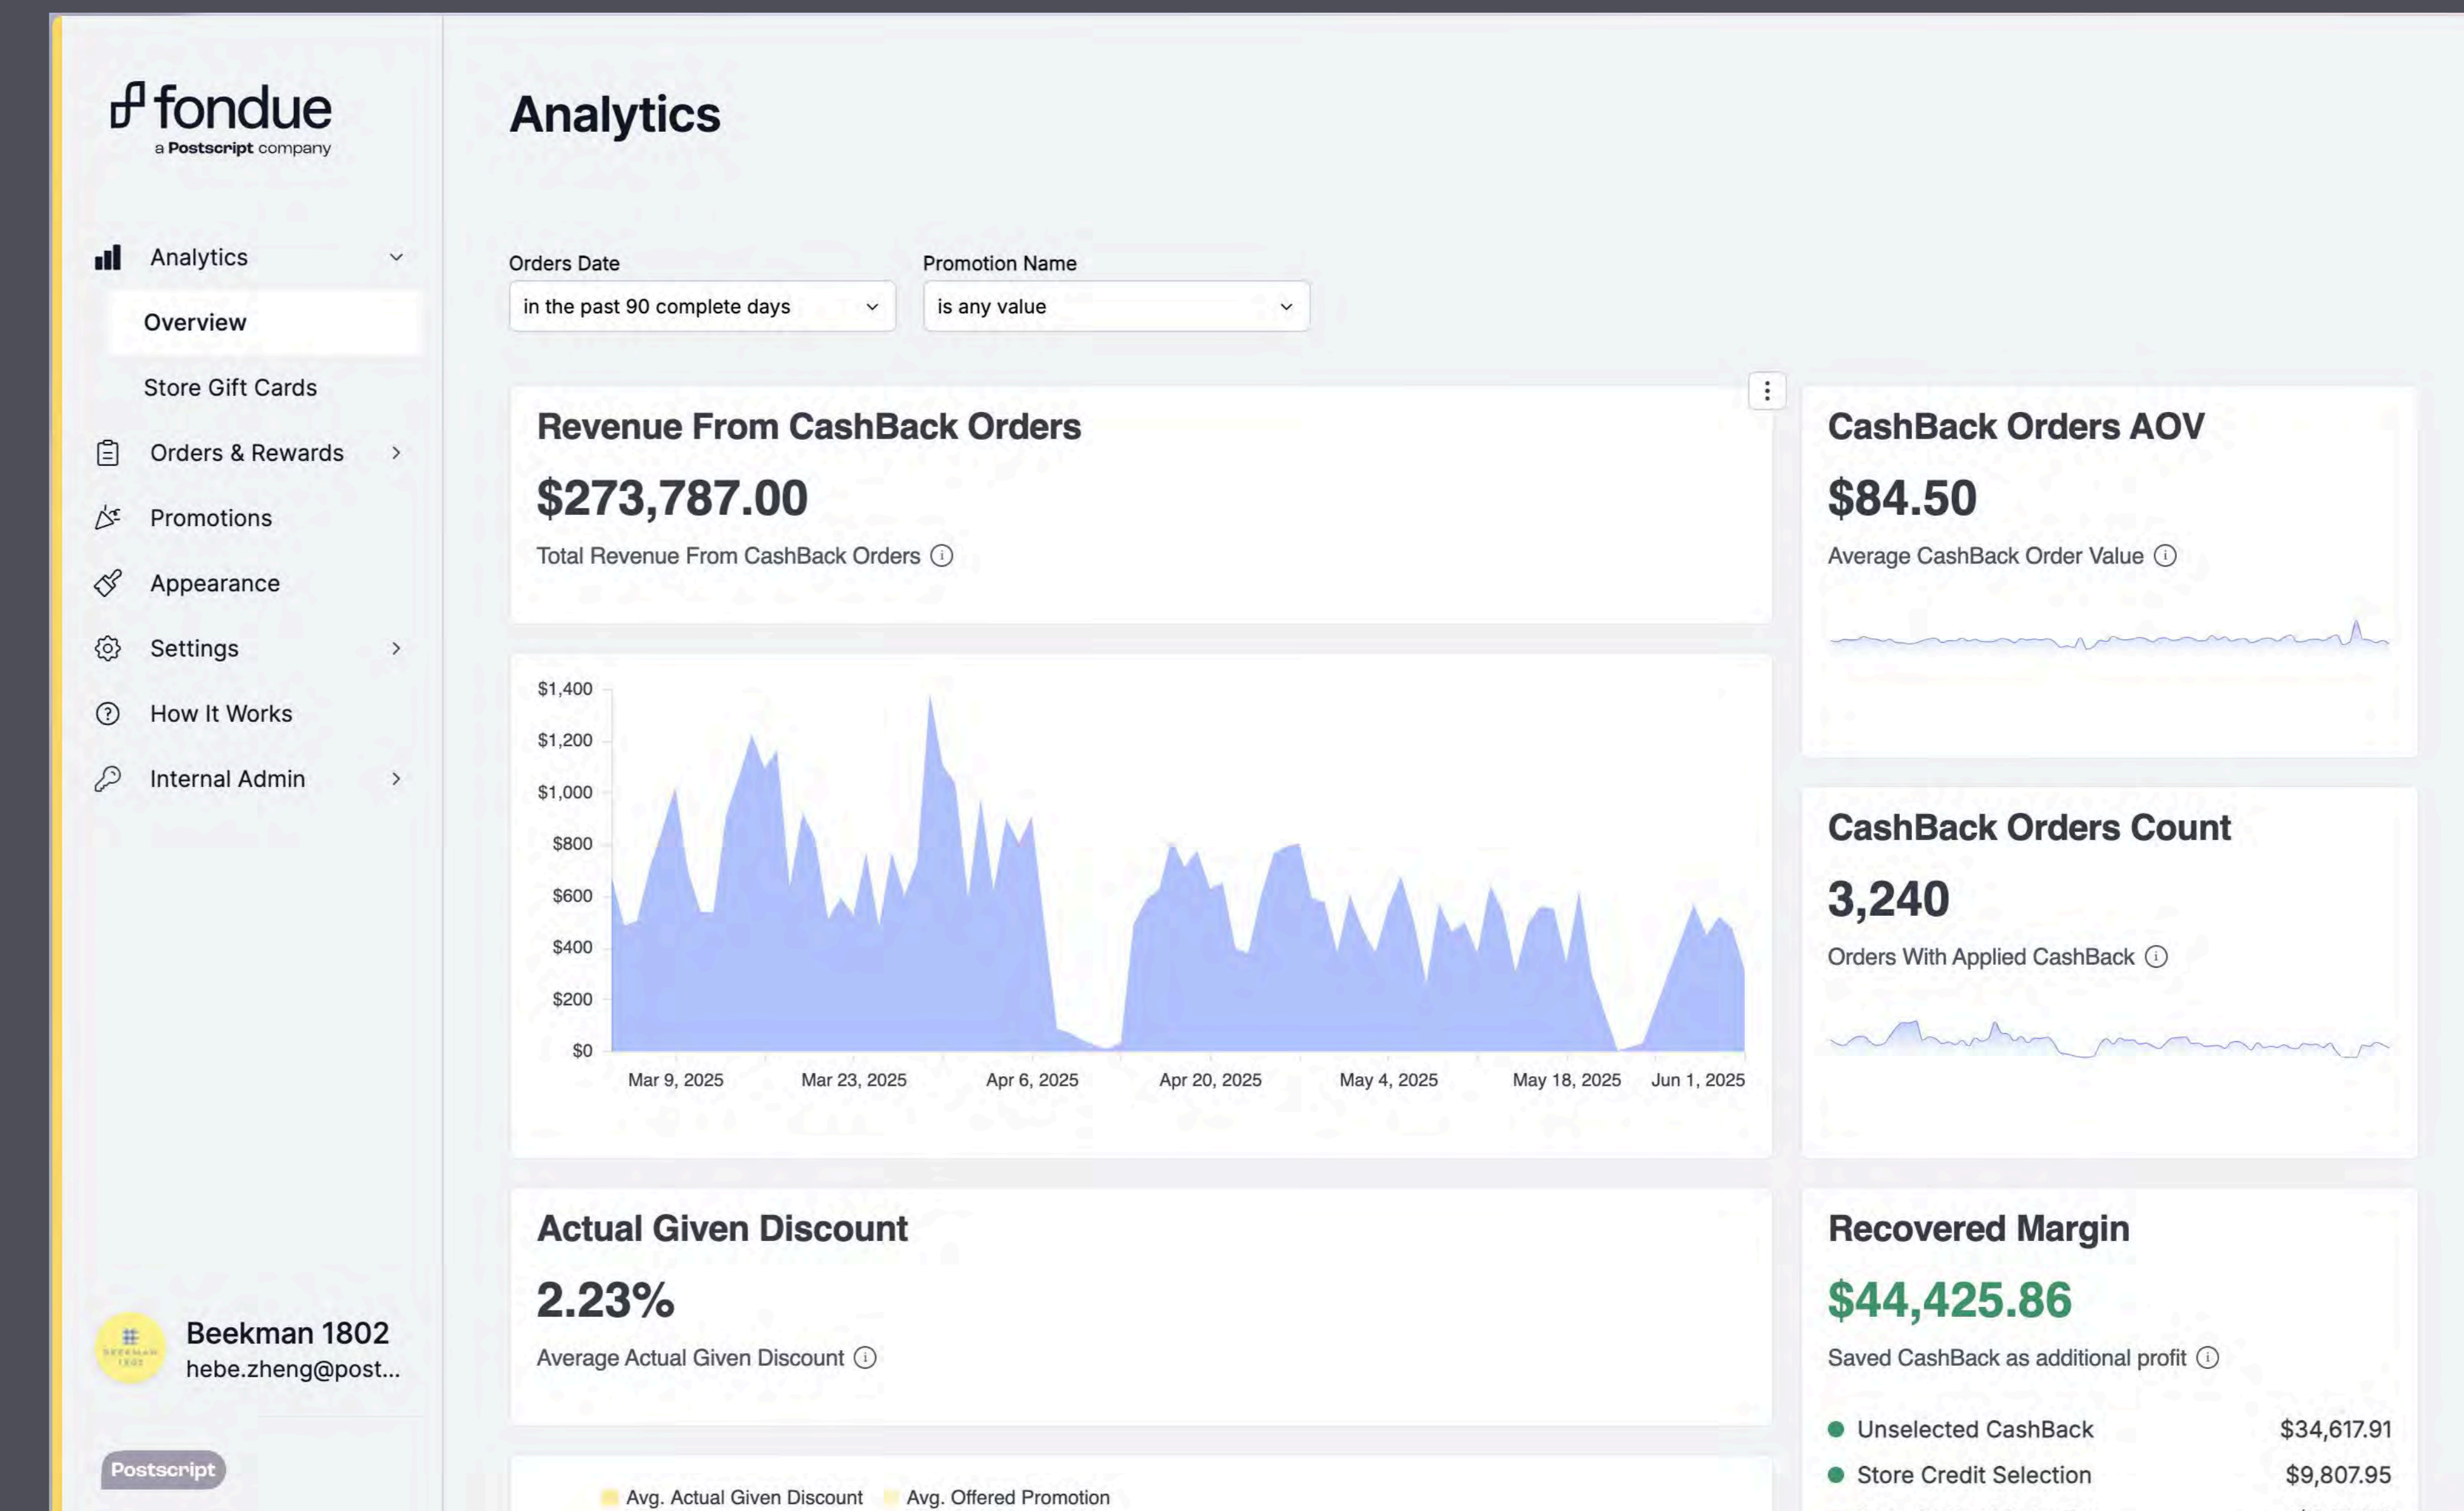 fondue
a Postscript company
Analytics
Overview
Store Gift Cards
Orders & Rewards
Promotions
Appearance
Settings
How It Works
Internal Admin
Beekman 1802
hebe.zheng@post...
Postscript
Analytics
Orders Date
in the past 90 complete days
Promotion Name
is any value
Revenue From CashBack Orders
$273,787.00
Total Revenue From CashBack Orders
$1,400
$1,200
$1,000
$800
$600
$400
$200
$0
Mar 9, 2025
Mar 23, 2025
Apr 6, 2025
Apr 20, 2025
May 4, 2025
May 18, 2025
Jun 1, 2025
CashBack Orders AOV
$84.50
Average CashBack Order Value
CashBack Orders Count
3,240
Orders With Applied CashBack
Actual Given Discount
2.23%
Average Actual Given Discount
Avg. Actual Given Discount
Avg. Offered Promotion
Recovered Margin
$44,425.86
Saved CashBack as additional profit
Unselected CashBack $34,617.91
Store Credit Selection $9,807.95